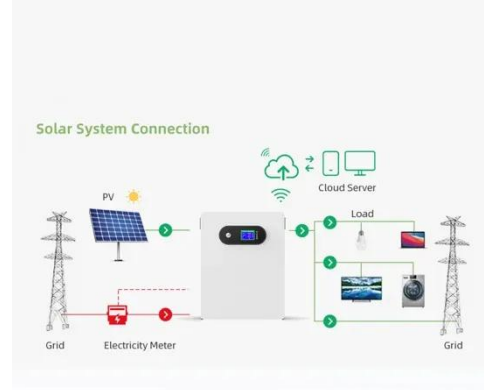 Solar System Connection
Cloud Server
PV
Load
Grid
Electricity Meter
Grid